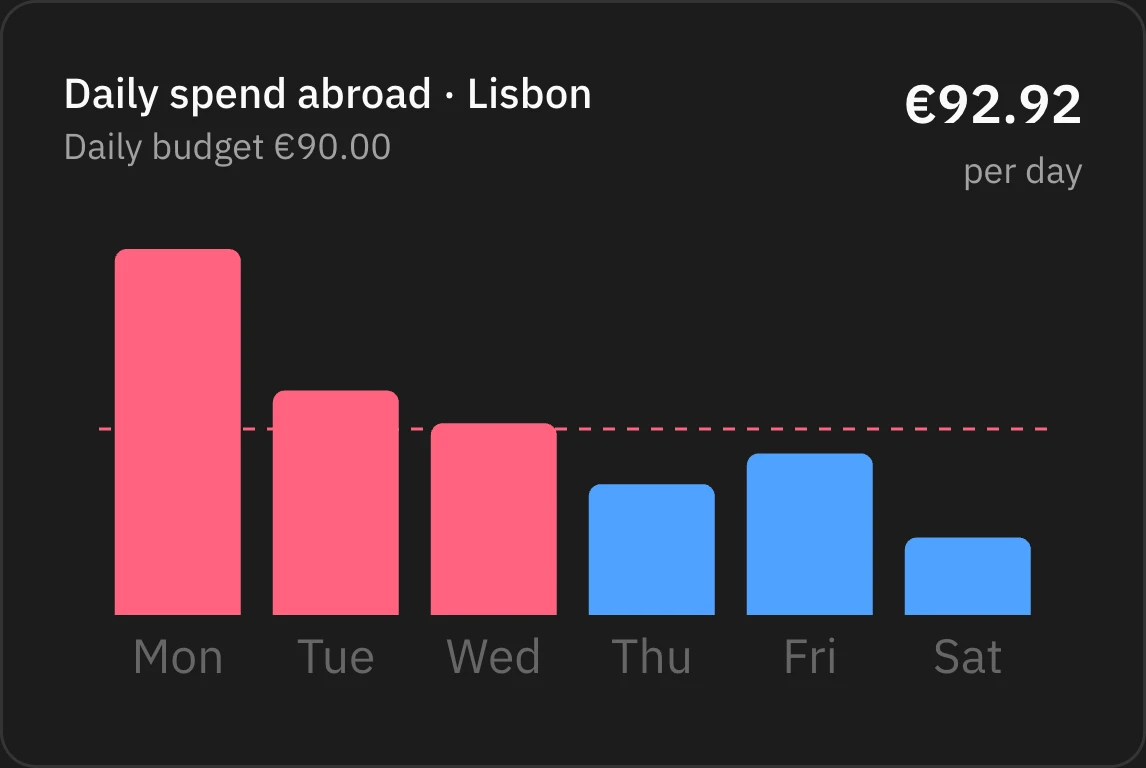 Daily spend abroad · Lisbon
Daily budget €90.00
€92.92
per day
Mon Tue Wed Thu Fri Sat